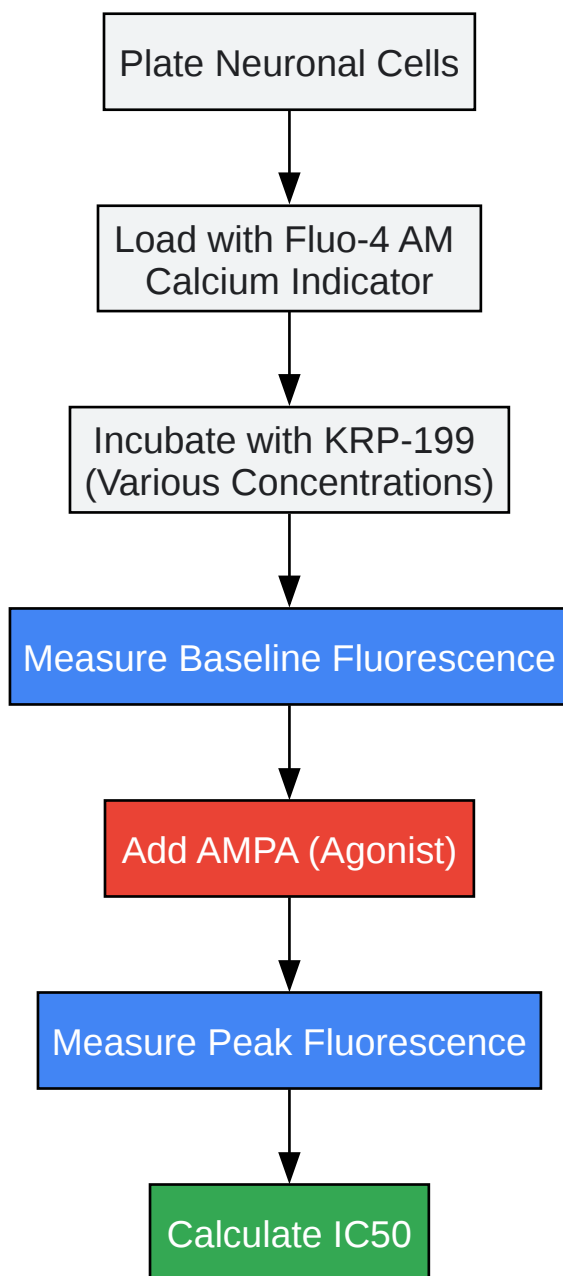 Plate Neuronal Cells
Load with Fluo-4 AM
Calcium Indicator
Incubate with KRP-199
(Various Concentrations)
Measure Baseline Fluorescence
Add AMPA (Agonist)
Measure Peak Fluorescence
Calculate IC50